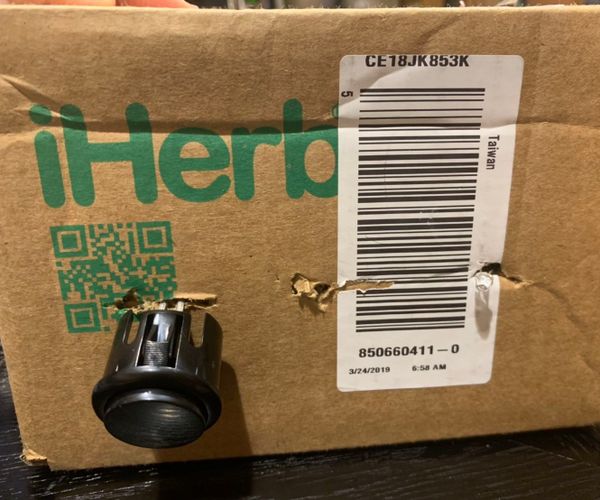 CE18JK853K
5
iHerb
Taiwan
850660411-0
3/24/2019 6:58 AM